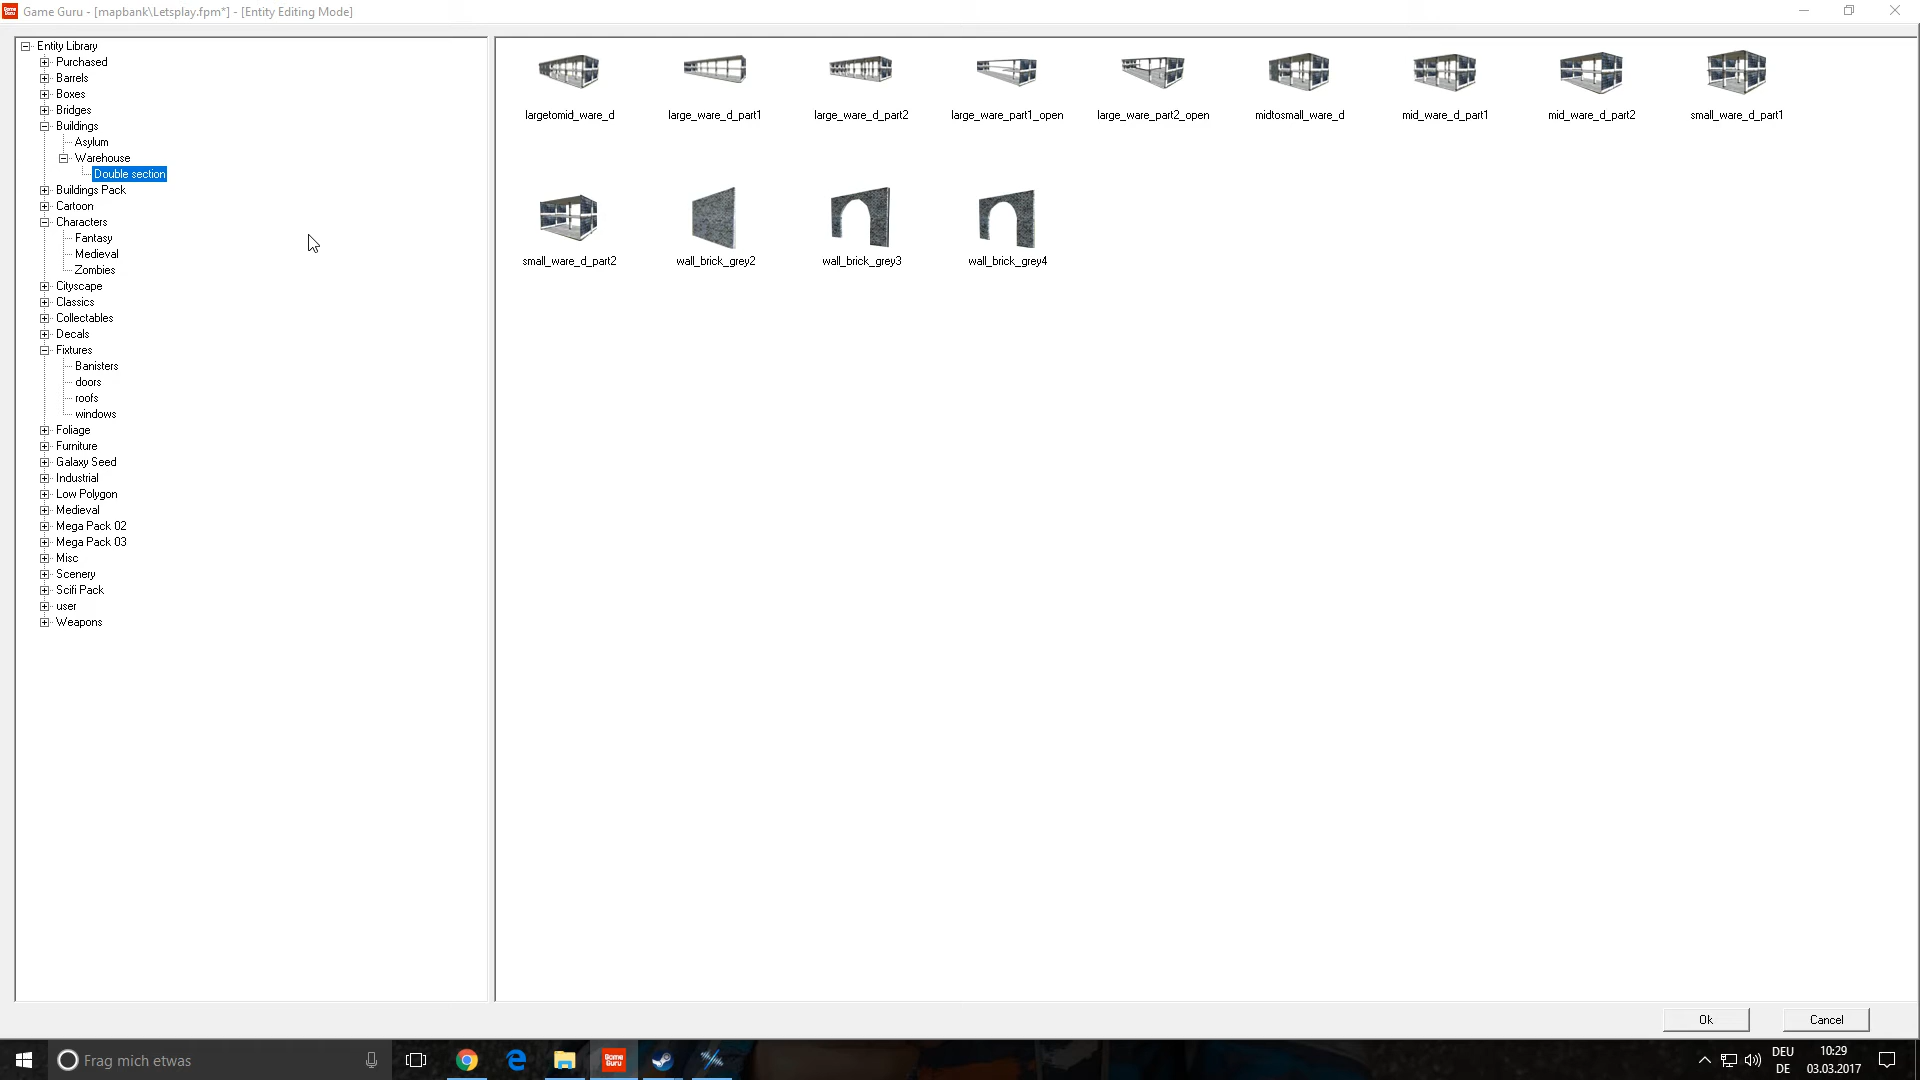 Game Guru - [mapbank\Letsplay.fpm*] - [Entity Editing Mode]
Entity Library
Purchased
Barrels
Boxes
Bridges
Buildings
Asylum
Warehouse
Double section
Buildings Pack
Cartoon
Characters
Fantasy
Medieval
Zombies
Cityscape
Classics
Collectables
Decals
Fixtures
Banisters
doors
roofs
windows
Foliage
Furniture
Galaxy Seed
Industrial
Low Polygon
Medieval
Mega Pack 02
Mega Pack 03
Misc
Scenery
Scifi Pack
user
Weapons
largetomid_ware_d large_ware_d_part1 large_ware_d_part2 large_ware_part1_open large_ware_part2_open midtosmall_ware_d mid_ware_d_part1 mid_ware_d_part2 small_ware_d_part1
small_ware_d_part2 wall_brick_grey2 wall_brick_grey3 wall_brick_grey4
Ok Cancel
Frag mich etwas
Game
Guru
DEU
DE
10:29
03.03.2017